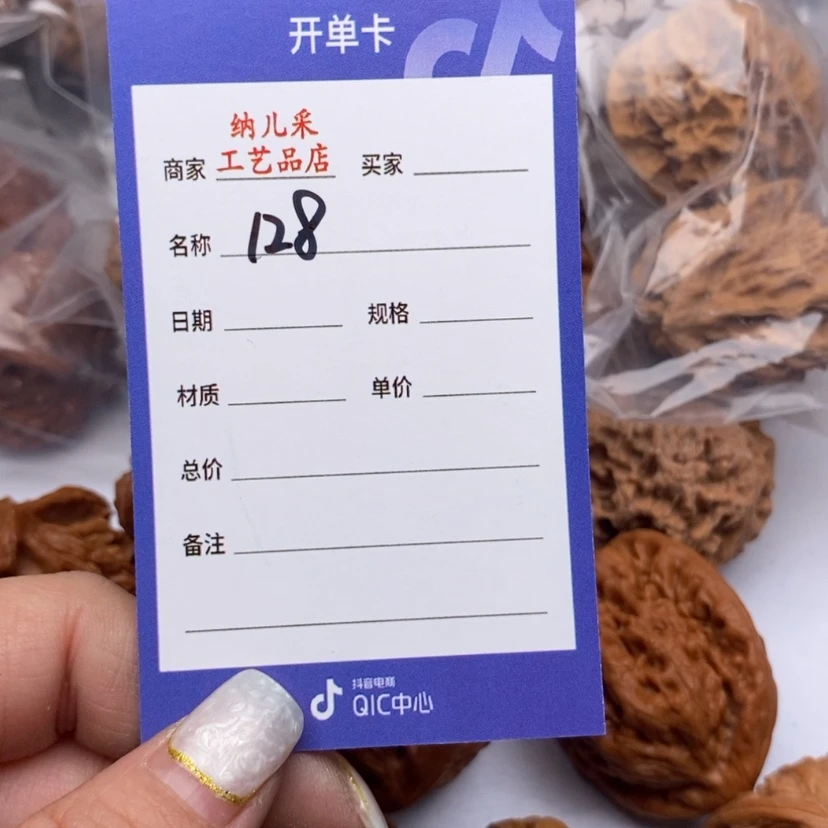 开单卡
纳儿采
商家 工艺品店 买家
名称 128
日期 规格
材质 单价
总价
备注
抖音电商
QIC中心